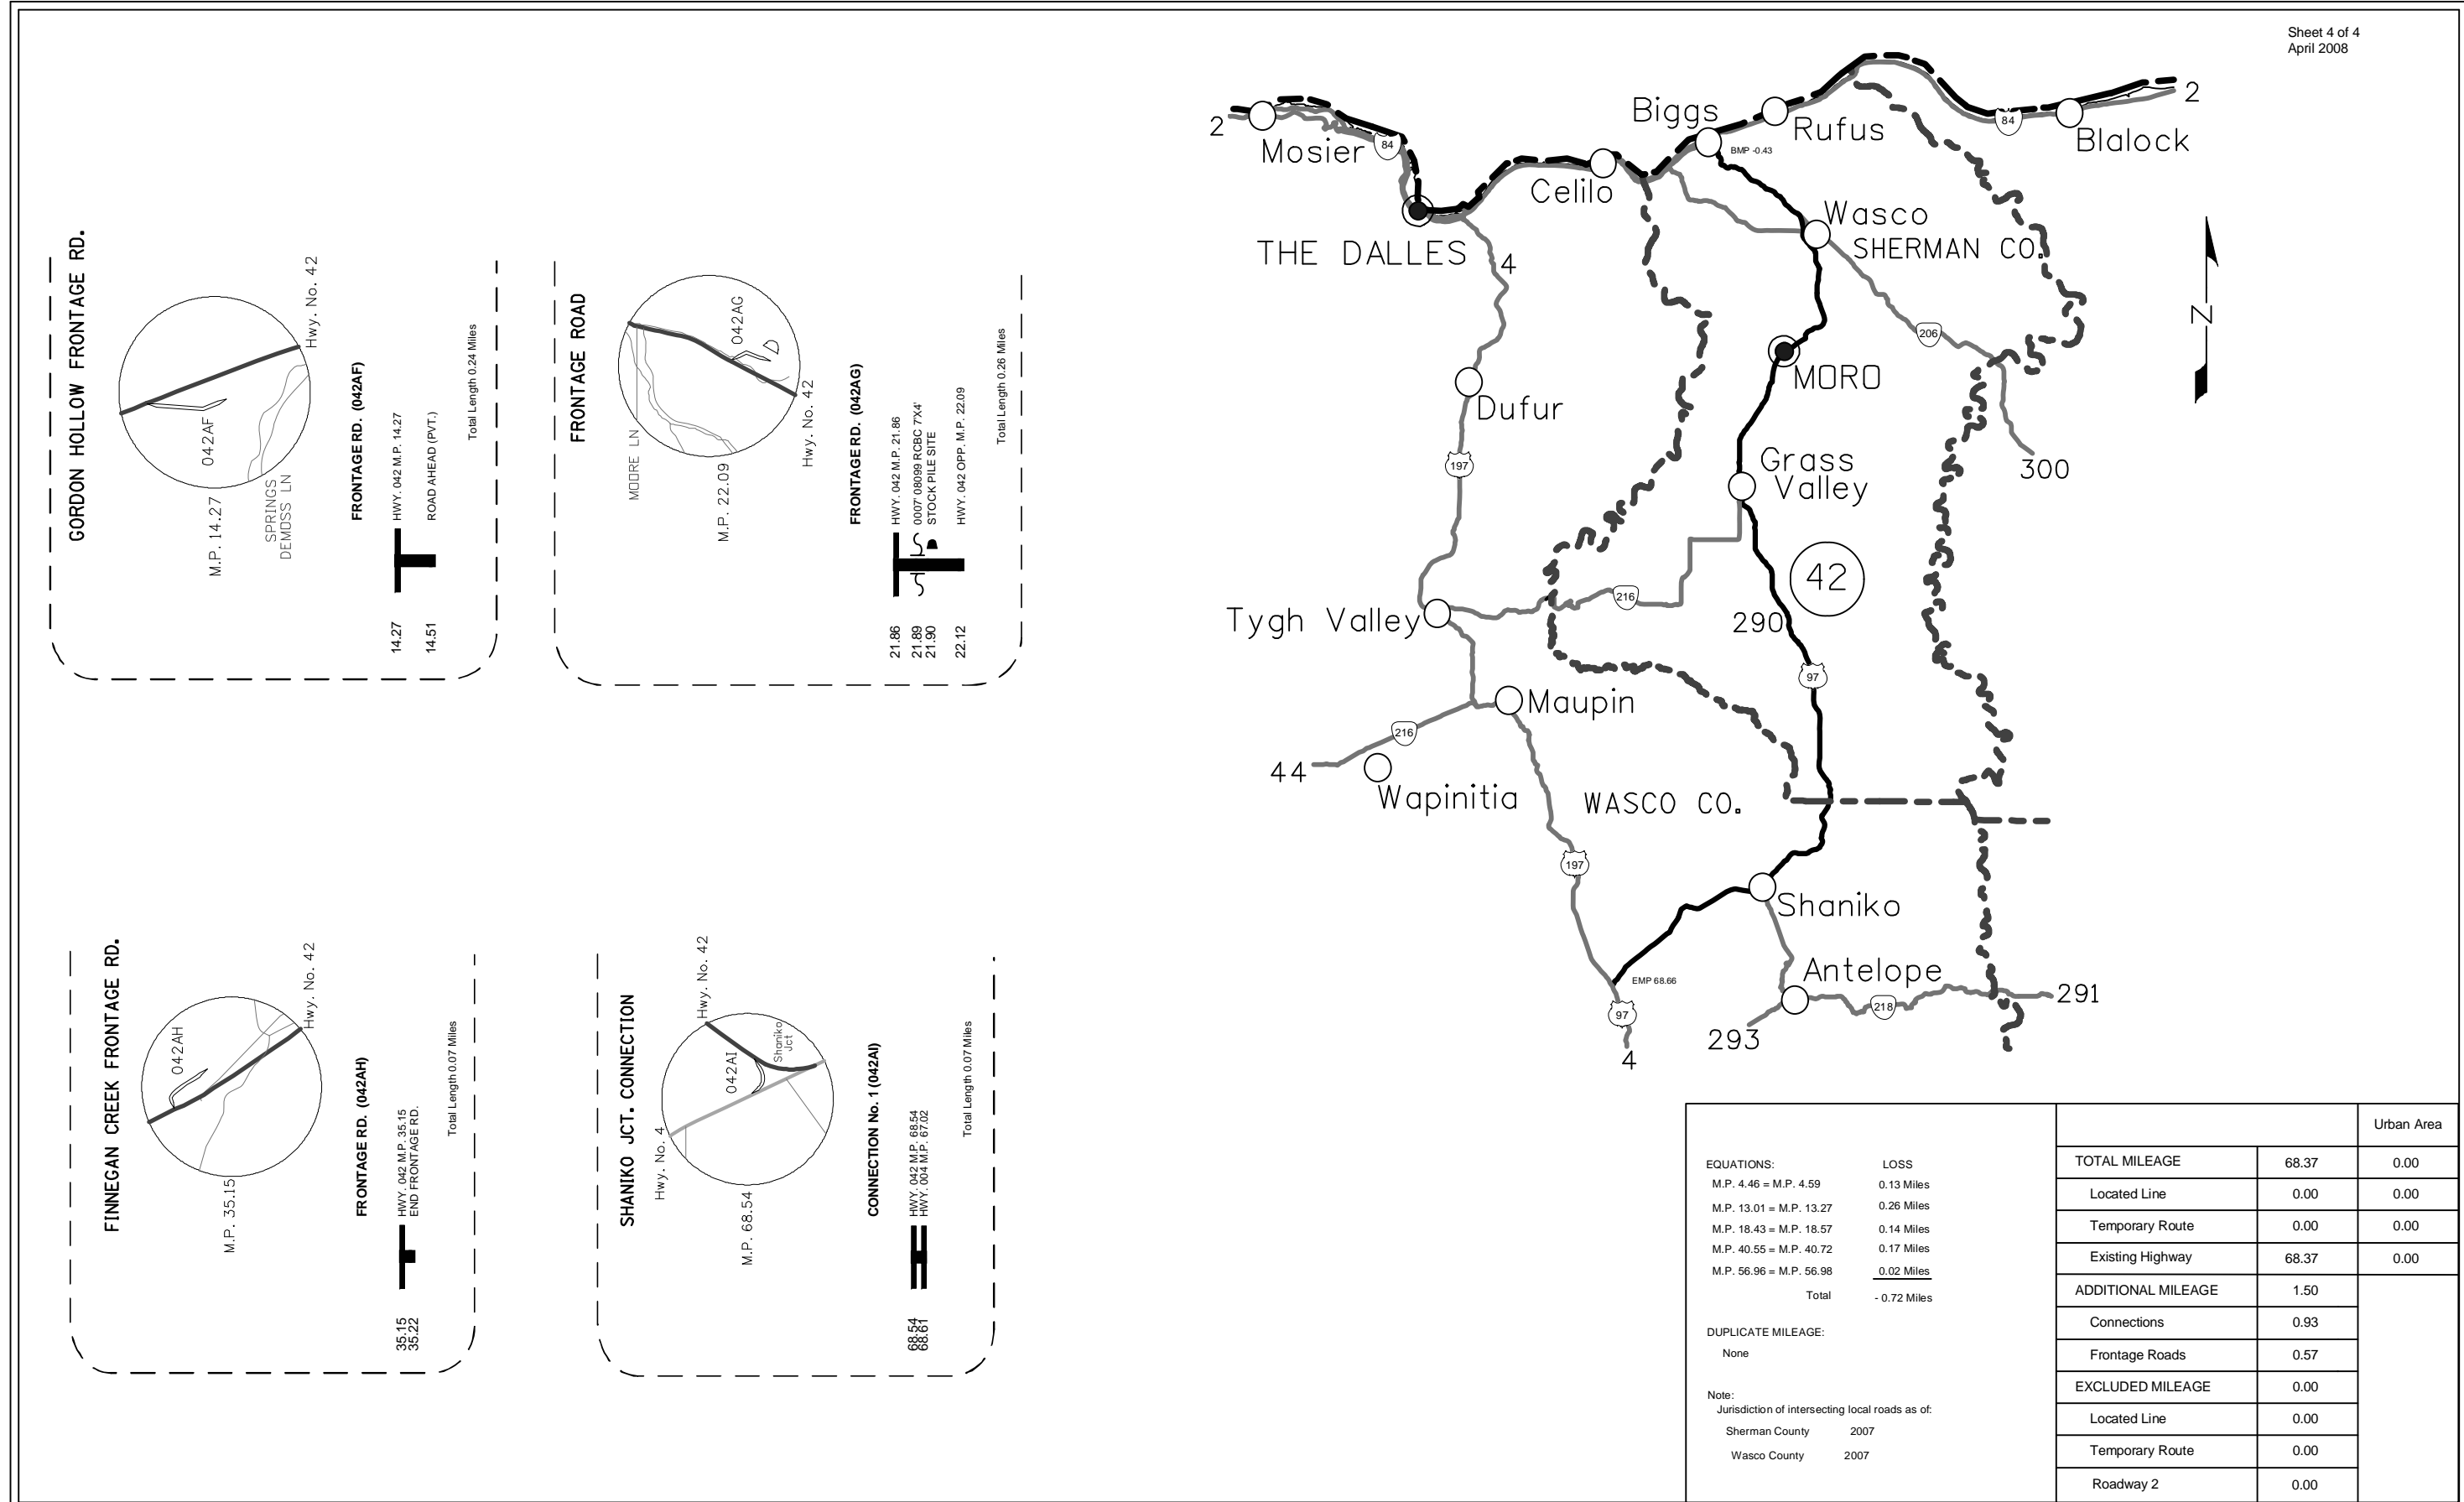 Sheet 4 of 4
April 2008
GORDON HOLLOW FRONTAGE RD.
Hwy. No. 42
042AF
M.P. 14.27
SPRINGS
DEMOSS LN
FRONTAGE RD. (042AF)
14.27 HWY. 042 M.P. 14.27
14.51 ROAD AHEAD (PVT.)
Total Length 0.24 Miles
FRONTAGE ROAD
042AG
MOORE LN
Hwy. No. 42
M.P. 22.09
FRONTAGE RD. (042AG)
21.86 HWY. 042 M.P. 21.86
21.89 0007' 08099 RCBC 7'X4'
21.90 STOCK PILE SITE
22.12 HWY. 042 OPP. M.P. 22.09
Total Length 0.26 Miles
FINNEGAN CREEK FRONTAGE RD.
Hwy. No. 42
042AH
M.P. 35.15
FRONTAGE RD. (042AH)
35.15 HWY. 042 M.P. 35.15
35.22 END FRONTAGE RD.
Total Length 0.07 Miles
SHANIKO JCT. CONNECTION
Hwy. No. 42
Shaniko
Jct
042AI
Hwy. No. 4
M.P. 68.54
CONNECTION No. 1 (042AI)
68.54 HWY. 042 M.P. 68.54
68.61 HWY. 004 M.P. 67.02
Total Length 0.07 Miles
2
Mosier
84
THE DALLES
Celilo
Biggs
BMP -0.43
Rufus
84
Blalock
2
Wasco
SHERMAN CO.
4
206
N
MORO
Dufur
197
Grass
Valley
300
42
216
Tygh Valley
290
97
Maupin
216
44
Wapinitia
WASCO CO.
197
Shaniko
EMP 68.66
Antelope
97
218
291
293
4
EQUATIONS: LOSS
M.P. 4.46 = M.P. 4.59 0.13 Miles
M.P. 13.01 = M.P. 13.27 0.26 Miles
M.P. 18.43 = M.P. 18.57 0.14 Miles
M.P. 40.55 = M.P. 40.72 0.17 Miles
M.P. 56.96 = M.P. 56.98 0.02 Miles
Total - 0.72 Miles
DUPLICATE MILEAGE:
None
Note:
Jurisdiction of intersecting local roads as of:
Sherman County 2007
Wasco County 2007
Urban Area
TOTAL MILEAGE 68.37 0.00
Located Line 0.00 0.00
Temporary Route 0.00 0.00
Existing Highway 68.37 0.00
ADDITIONAL MILEAGE 1.50
Connections 0.93
Frontage Roads 0.57
EXCLUDED MILEAGE 0.00
Located Line 0.00
Temporary Route 0.00
Roadway 2 0.00